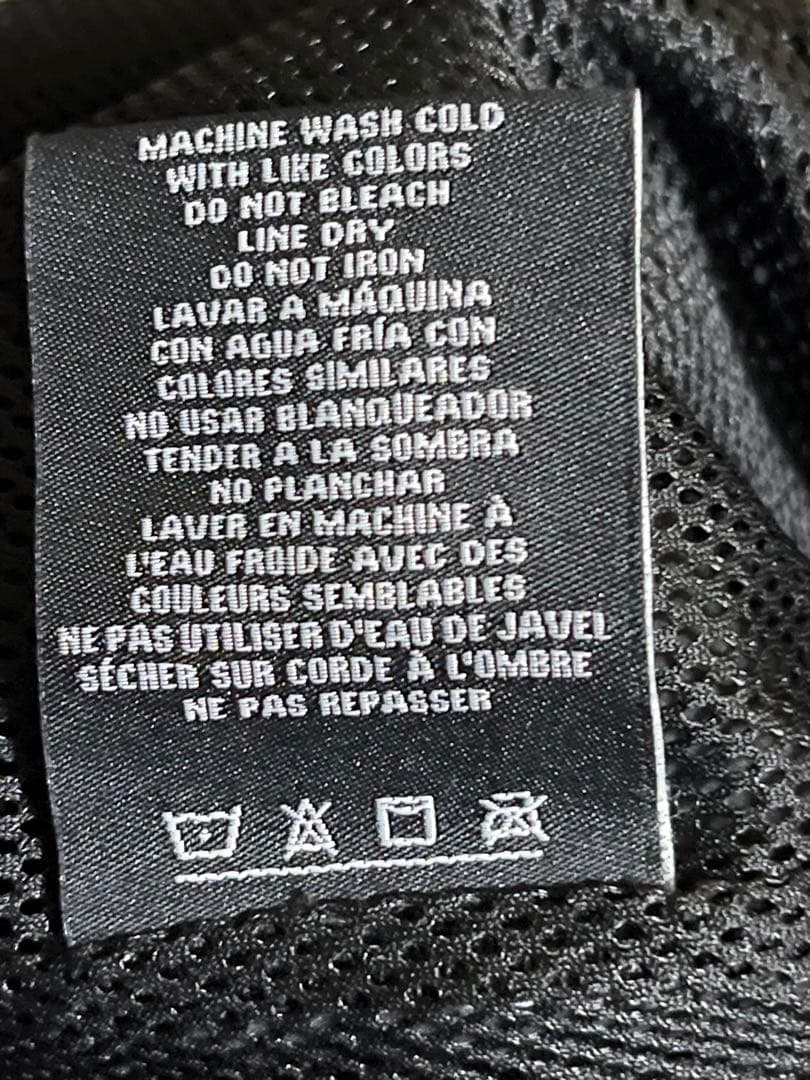 MACHINE WASH COLD
WITH LIKE COLORS
DO NOT BLEACH
LINE DRY
DO NOT IRON
LAVAR A MÁQUINA
CON AGUA FRÍA CON
COLORES SIMILARES
NO USAR BLANQUEADOR
TENDER A LA SOMBRA
NO PLANCHAR
LAVER EN MACHINE À
L'EAU FROIDE AVEC DES
COULEURS SEMBLABLES
NE PAS UTILISER D'EAU DE JAVEL
SÉCHER SUR CORDE À L'OMBRE
NE PAS REPASSER